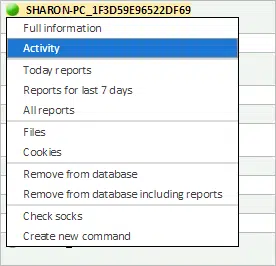 SHARON-PC_1F3D59E96522DF69
Full information
Activity
Today reports
Reports for last 7 days
All reports
Files
Cookies
Remove from database
Remove from database including reports
Check socks
Create new command